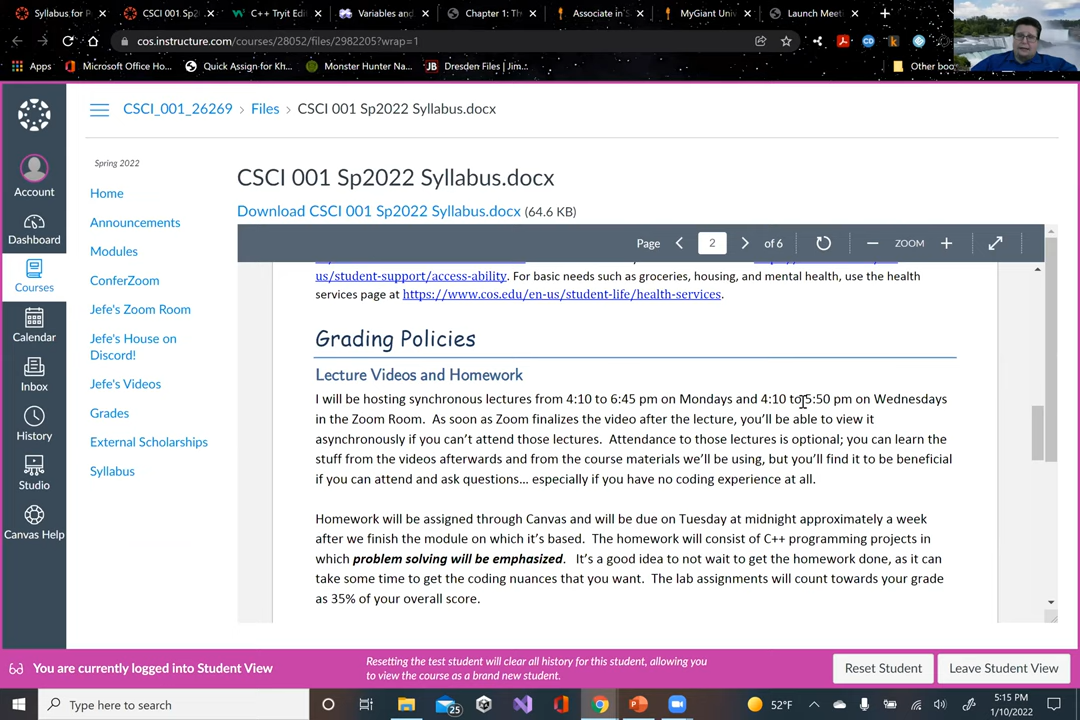 Syllabus for P
CSCI 001 Sp
C++ Tryit Edi
Variables and
Chapter 1: Th
Associate in S
MyGiant Univ
Launch Meeti
cos.instructure.com/courses/28052/files/2982205?wrap=1
Apps
Microsoft Office Ho...
Quick Assign for Kh...
Monster Hunter Na...
JB
Dresden Files | Jim...
Other boo
CSCI_001_26269 > Files > CSCI 001 Sp2022 Syllabus.docx
Account
Dashboard
Courses
Calendar
Inbox
History
Studio
Canvas Help
Spring 2022
Home
Announcements
Modules
ConferZoom
Jefe's Zoom Room
Jefe's House on
Discord!
Jefe's Videos
Grades
External Scholarships
Syllabus
CSCI 001 Sp2022 Syllabus.docx
Download CSCI 001 Sp2022 Syllabus.docx (64.6 KB)
Page 2 of 6 ZOOM
us/student-support/access-ability. For basic needs such as groceries, housing, and mental health, use the health
services page at https://www.cos.edu/en-us/student-life/health-services.
Grading Policies
Lecture Videos and Homework
I will be hosting synchronous lectures from 4:10 to 6:45 pm on Mondays and 4:10 to 5:50 pm on Wednesdays
in the Zoom Room. As soon as Zoom finalizes the video after the lecture, you'll be able to view it
asynchronously if you can't attend those lectures. Attendance to those lectures is optional; you can learn the
stuff from the videos afterwards and from the course materials we'll be using, but you'll find it to be beneficial
if you can attend and ask questions... especially if you have no coding experience at all.
Homework will be assigned through Canvas and will be due on Tuesday at midnight approximately a week
after we finish the module on which it's based. The homework will consist of C++ programming projects in
which problem solving will be emphasized. It's a good idea to not wait to get the homework done, as it can
take some time to get the coding nuances that you want. The lab assignments will count towards your grade
as 35% of your overall score.
You are currently logged into Student View
Resetting the test student will clear all history for this student, allowing you
to view the course as a brand new student.
Reset Student
Leave Student View
Type here to search
25
52°F
5:15 PM
1/10/2022